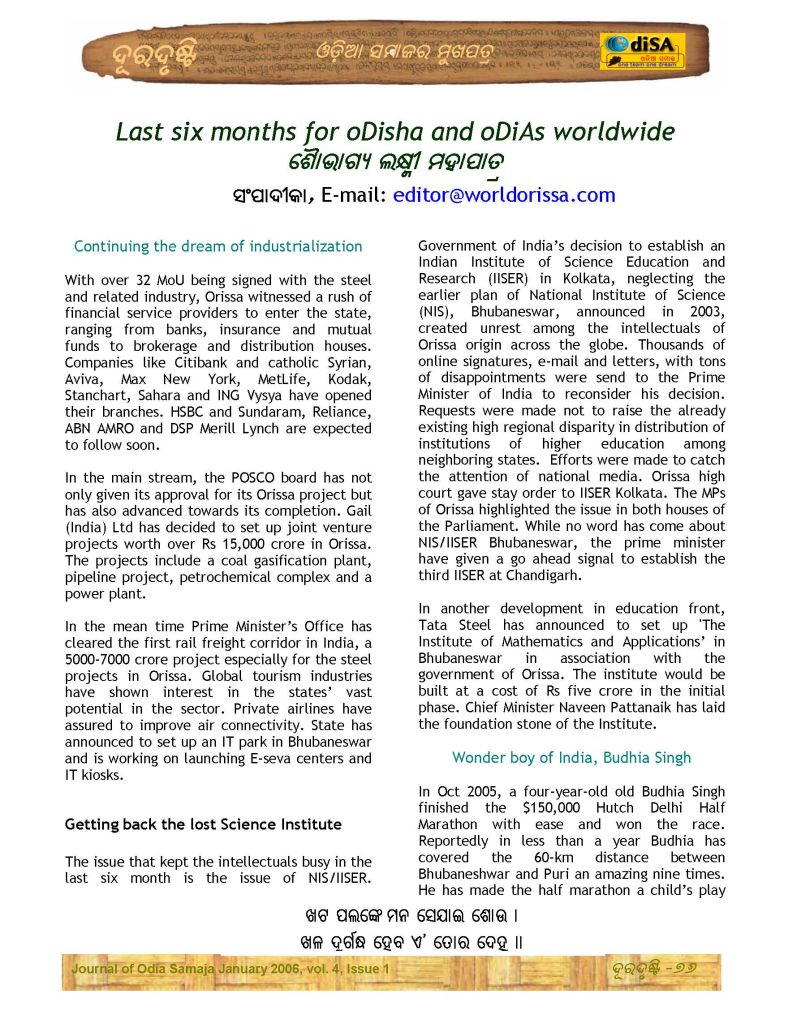 ଦୂରଦୃଷ୍ଟି
ଓଡ଼ିଆ ସମାଜର ମୁଖପତ୍ର
diSA
ଓଡ଼ିଆ ସମାଜ
one team one dream
Last six months for oDisha and oDiAs worldwide
ଶୌଭାଗ୍ୟ ଲକ୍ଷ୍ମୀ ମହାପାତ୍ର
ସଂପାଦୀକା, E-mail: editor@worldorissa.com
Continuing the dream of industrialization
With over 32 MoU being signed with the steel
and related industry, Orissa witnessed a rush of
financial service providers to enter the state,
ranging from banks, insurance and mutual
funds to brokerage and distribution houses.
Companies like Citibank and catholic Syrian,
Aviva, Max New York, MetLife, Kodak,
Stanchart, Sahara and ING Vysya have opened
their branches. HSBC and Sundaram, Reliance,
ABN AMRO and DSP Merill Lynch are expected
to follow soon.
In the main stream, the POSCO board has not
only given its approval for its Orissa project but
has also advanced towards its completion. Gail
(India) Ltd has decided to set up joint venture
projects worth over Rs 15,000 crore in Orissa.
The projects include a coal gasification plant,
pipeline project, petrochemical complex and a
power plant.
In the mean time Prime Minister’s Office has
cleared the first rail freight corridor in India, a
5000-7000 crore project especially for the steel
projects in Orissa. Global tourism industries
have shown interest in the states’ vast
potential in the sector. Private airlines have
assured to improve air connectivity. State has
announced to set up an IT park in Bhubaneswar
and is working on launching E-seva centers and
IT kiosks.
Getting back the lost Science Institute
The issue that kept the intellectuals busy in the
last six month is the issue of NIS/IISER.
Government of India’s decision to establish an
Indian Institute of Science Education and
Research (IISER) in Kolkata, neglecting the
earlier plan of National Institute of Science
(NIS), Bhubaneswar, announced in 2003,
created unrest among the intellectuals of
Orissa origin across the globe. Thousands of
online signatures, e-mail and letters, with tons
of disappointments were send to the Prime
Minister of India to reconsider his decision.
Requests were made not to raise the already
existing high regional disparity in distribution of
institutions of higher education among
neighboring states. Efforts were made to catch
the attention of national media. Orissa high
court gave stay order to IISER Kolkata. The MPs
of Orissa highlighted the issue in both houses of
the Parliament. While no word has come about
NIS/IISER Bhubaneswar, the prime minister
have given a go ahead signal to establish the
third IISER at Chandigarh.
In another development in education front,
Tata Steel has announced to set up 'The
Institute of Mathematics and Applications’ in
Bhubaneswar in association with the
government of Orissa. The institute would be
built at a cost of Rs five crore in the initial
phase. Chief Minister Naveen Pattanaik has laid
the foundation stone of the Institute.
Wonder boy of India, Budhia Singh
In Oct 2005, a four-year-old old Budhia Singh
finished the $150,000 Hutch Delhi Half
Marathon with ease and won the race.
Reportedly in less than a year Budhia has
covered the 60-km distance between
Bhubaneshwar and Puri an amazing nine times.
He has made the half marathon a child’s play
ଖଟ ପଲଙ୍କେ ମନ ସେଯାଇ ଶୋଉ ।
ଖଳ ଦୁର୍ଗନ୍ଧ ହେବ ଏ’ ତୋର ଦେହ ॥
Journal of Odia Samaja January 2006, vol. 4, Issue 1
ଦୂରଦୃଷ୍ଟି -୭୬